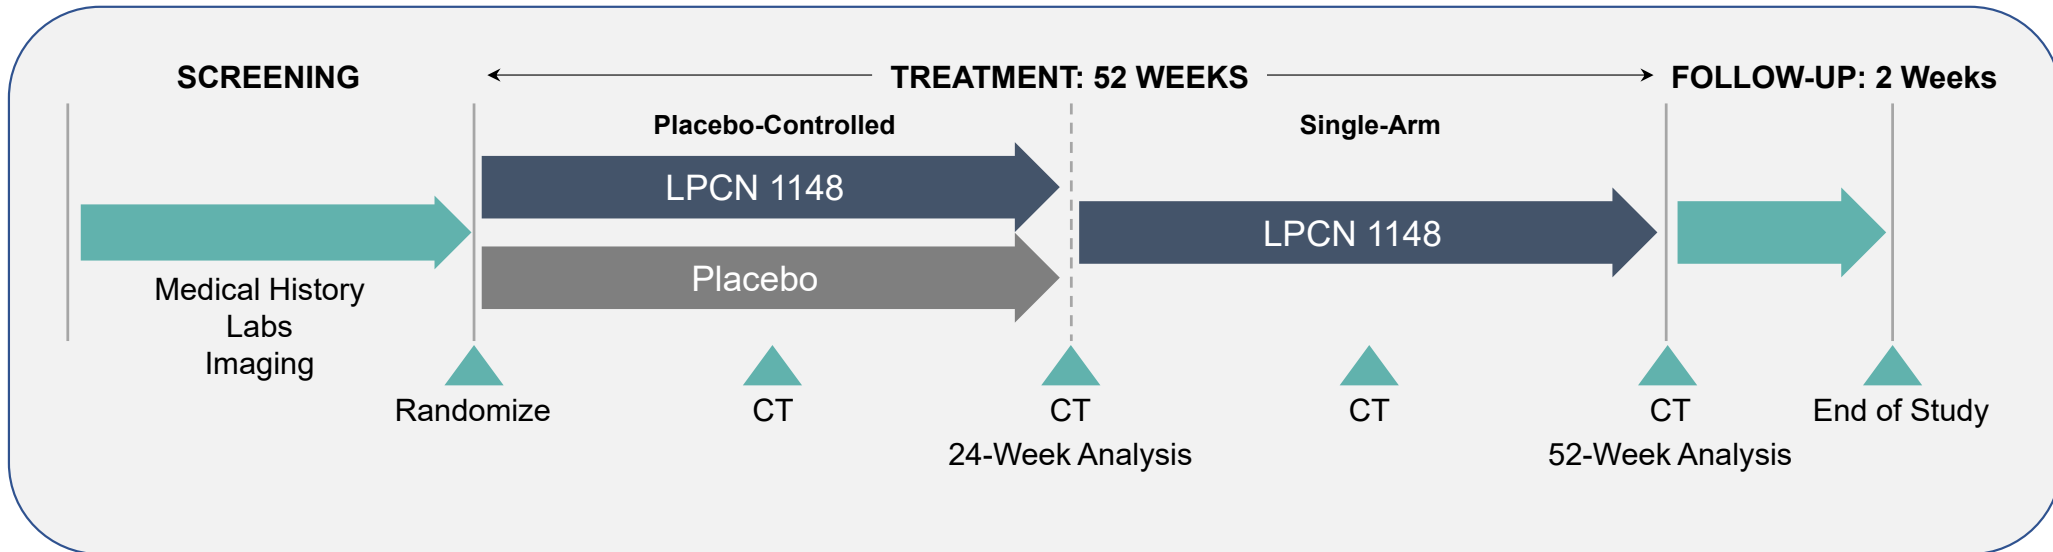 SCREENING
TREATMENT: 52 WEEKS
FOLLOW-UP: 2 Weeks
Placebo-Controlled
Single-Arm
LPCN 1148
Placebo
LPCN 1148
Medical History
Labs
Imaging
Randomize
CT
CT
24-Week Analysis
CT
CT
52-Week Analysis
End of Study